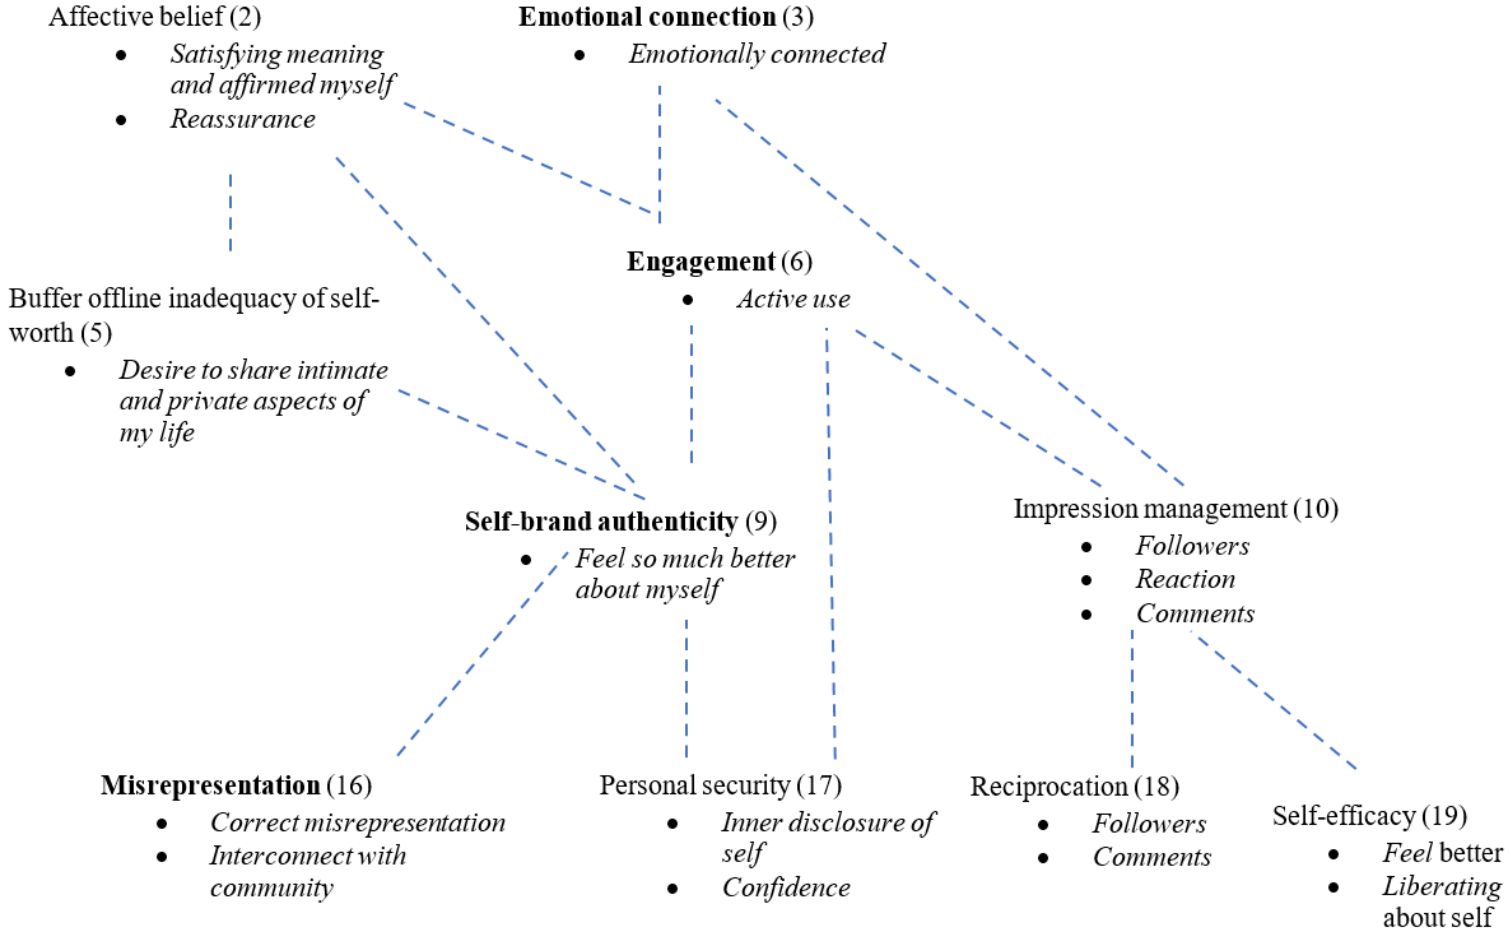 Affective belief (2)
• Satisfying meaning
and affirmed myself
• Reassurance
Emotional connection (3)
• Emotionally connected
Engagement (6)
• Active use
Buffer offline inadequacy of self-
worth (5)
• Desire to share intimate
and private aspects of
my life
Self-brand authenticity (9)
• Feel so much better
about myself
Impression management (10)
• Followers
• Reaction
• Comments
Misrepresentation (16)
• Correct misrepresentation
• Interconnect with
community
Personal security (17)
• Inner disclosure of
self
• Confidence
Reciprocation (18)
• Followers
• Comments
Self-efficacy (19)
• Feel better
• Liberating
about self